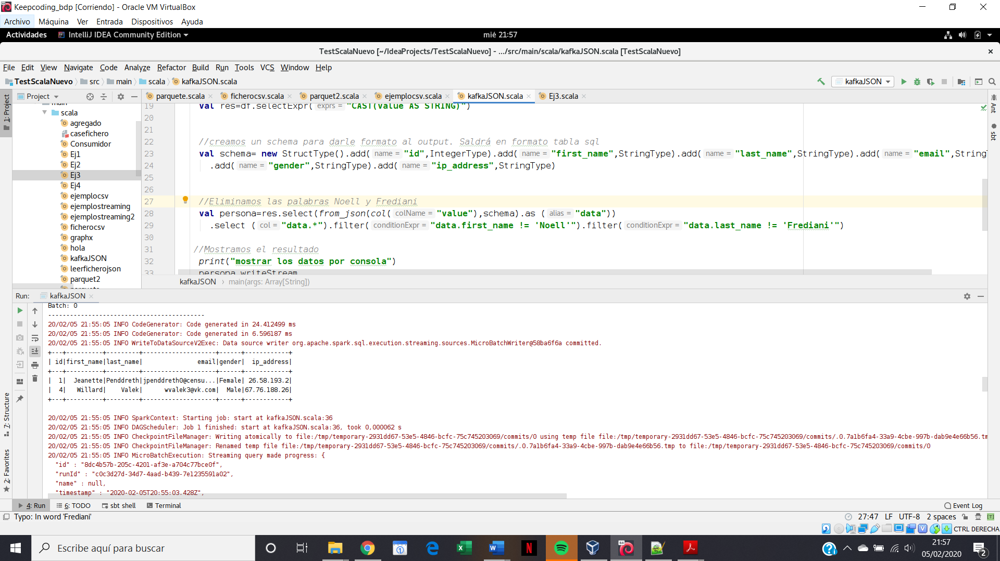 Keepcoding_bdp [Corriendo] - Oracle VM VirtualBox
Archivo Máquina Ver Entrada Dispositivos Ayuda
Actividades IntelliJ IDEA Community Edition mié 21:57
TestScalaNuevo [~/IdeaProjects/TestScalaNuevo] - .../src/main/scala/kafkaJSON.scala [TestScalaNuevo]
File Edit View Navigate Code Analyze Refactor Build Run Tools VCS Window Help
TestScalaNuevo src main scala kafkaJSON.scala kafkaJSON
1: Project
Project
parquete.scala ficherocsv.scala parquet2.scala ejemplocsv.scala kafkaJSON.scala Ej3.scala
Ant
sbt
main
scala
agregado
casefichero
Consumidor
Ej1
Ej2
Ej3
Ej4
ejemplocsv
ejemplostreaming
ejemplostreaming2
ficherocsv
graphx
hola
kafkaJSON
leerficherojson
parquet2
19 val res=df.selectExpr( exprs = "CAST(value AS STRING)")
20
21
22 //creamos un schema para darle formato al output. Saldrá en formato tabla sql
23 val schema= new StructType().add( name = "id",IntegerType).add( name = "first_name",StringType).add( name = "last_name",StringType).add( name = "email",StringT
24 .add( name = "gender",StringType).add( name = "ip_address",StringType)
25
26
27 //Eliminamos las palabras Noell y Frediani
28 val persona=res.select(from_json(col( colName = "value"),schema).as ( alias = "data"))
29 .select ( col = "data.*").filter( conditionExpr = "data.first_name != 'Noell'").filter( conditionExpr = "data.last_name != 'Frediani'")
30
31 //Mostramos el resultado
32 print("mostrar los datos por consola")
33 persona.writeStream
kafkaJSON › main(args: Array[String])
Run: kafkaJSON
Batch: 0
-------------------------------------------
20/02/05 21:55:05 INFO CodeGenerator: Code generated in 24.412499 ms
20/02/05 21:55:05 INFO CodeGenerator: Code generated in 6.596187 ms
20/02/05 21:55:05 INFO WriteToDataSourceV2Exec: Data source writer org.apache.spark.sql.execution.streaming.sources.MicroBatchWriter@58ba6f6a committed.
+---+----------+---------+--------------------+------+------------+
| id|first_name|last_name|               email|gender|  ip_address|
+---+----------+---------+--------------------+------+------------+
|  1|  Jeanette|Penddreth|jpenddreth0@censu...|Female| 26.58.193.2|
|  4|   Willard|    Valek|      wvalek3@vk.com|  Male|67.76.188.26|
+---+----------+---------+--------------------+------+------------+
20/02/05 21:55:05 INFO SparkContext: Starting job: start at kafkaJSON.scala:36
20/02/05 21:55:05 INFO DAGScheduler: Job 1 finished: start at kafkaJSON.scala:36, took 0,000062 s
20/02/05 21:55:05 INFO CheckpointFileManager: Writing atomically to file:/tmp/temporary-2931dd67-53e5-4846-bcfc-75c745203069/commits/0 using temp file file:/tmp/temporary-2931dd67-53e5-4846-bcfc-75c745203069/commits/.0.7a1b6fa4-33a9-4cbe-997b-dab9e4e66b56.tm
20/02/05 21:55:05 INFO CheckpointFileManager: Renamed temp file file:/tmp/temporary-2931dd67-53e5-4846-bcfc-75c745203069/commits/.0.7a1b6fa4-33a9-4cbe-997b-dab9e4e66b56.tmp to file:/tmp/temporary-2931dd67-53e5-4846-bcfc-75c745203069/commits/0
20/02/05 21:55:05 INFO MicroBatchExecution: Streaming query made progress: {
"id" : "8dc4b57b-205c-4201-af3e-a704c77bce0f",
"runId" : "c0c3d27d-34d7-4aad-b439-7e1235591a02",
"name" : null,
"timestamp" : "2020-02-05T20:55:03.428Z",
7: Structure
2: Favorites
4: Run 6: TODO sbt shell Terminal Event Log
Typo: In word 'Frediani' 27:47 LF UTF-8 2 spaces
CTRL DERECHA
Escribe aquí para buscar
21:57
05/02/2020
2